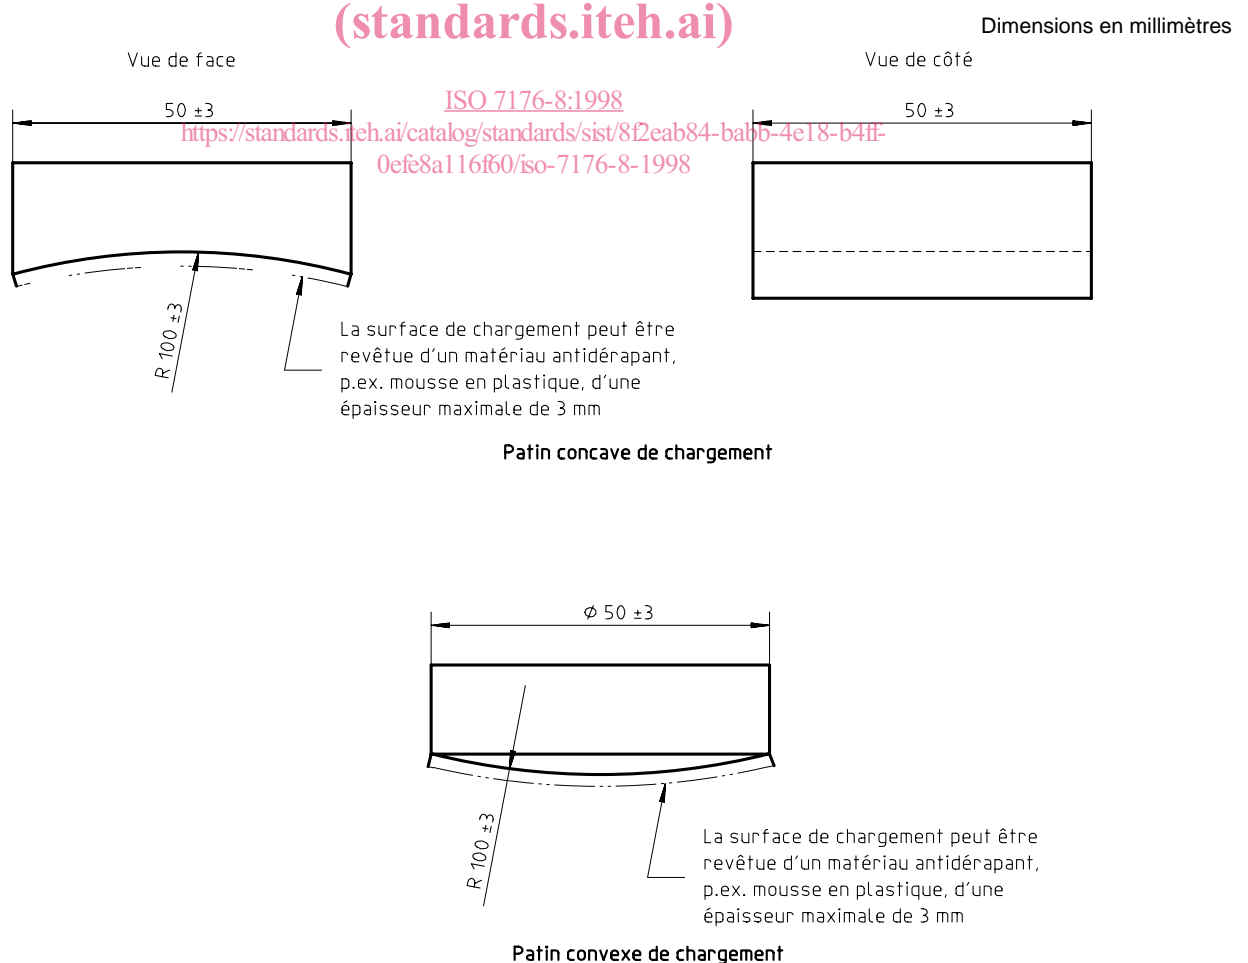 (standards.iteh.ai)
Dimensions en millimètres
Vue de face
Vue de côté
ISO 7176-8:1998
https://standards.iteh.ai/catalog/standards/sist/8f2eab84-babb-4e18-b4ff-
0efe8a116f60/iso-7176-8-1998
50 ±3
50 ±3
R 100 ±3
La surface de chargement peut être
revêtue d'un matériau antidérapant,
p.ex. mousse en plastique, d'une
épaisseur maximale de 3 mm
Patin concave de chargement
Ø 50 ±3
R 100 ±3
La surface de chargement peut être
revêtue d'un matériau antidérapant,
p.ex. mousse en plastique, d'une
épaisseur maximale de 3 mm
Patin convexe de chargement